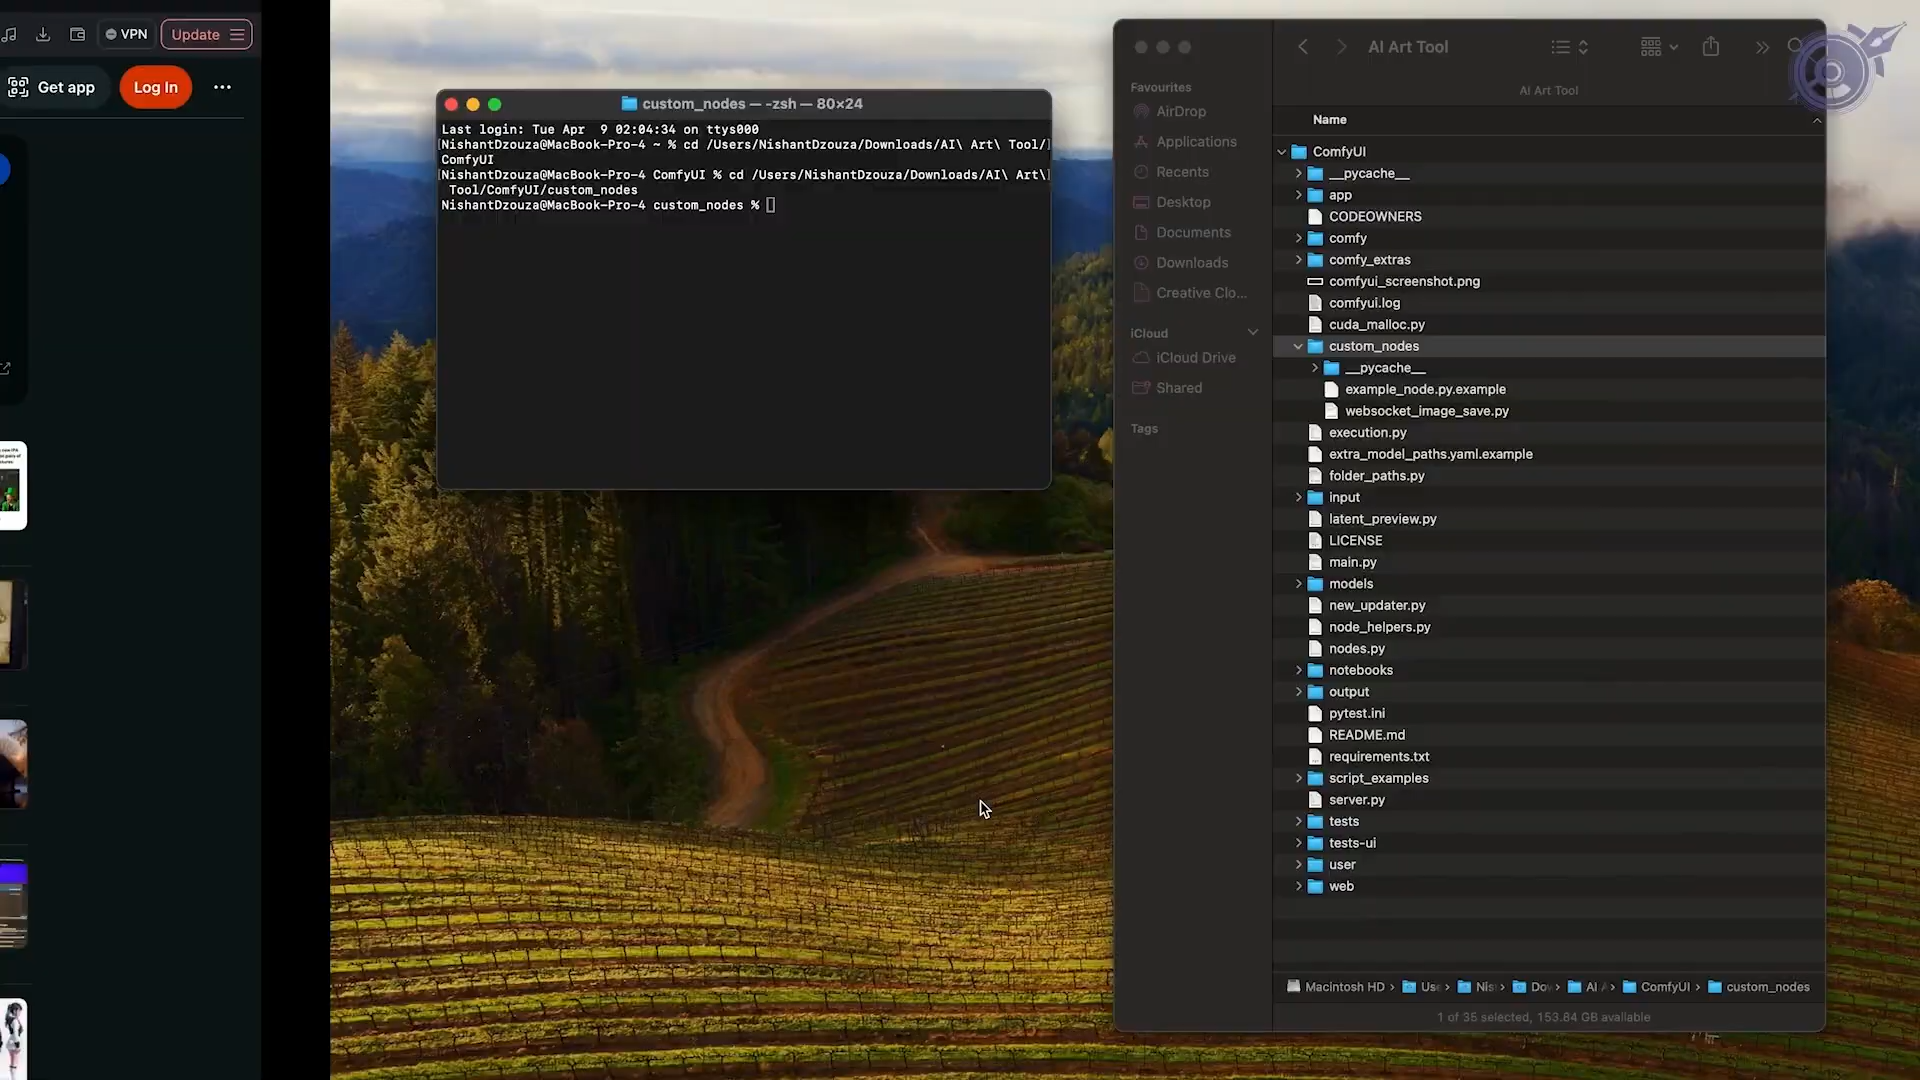 VPN
Update
Get app
Log In
custom_nodes — -zsh — 80×24
Last login: Tue Apr  9 02:04:34 on ttys000
[NishantDzouza@MacBook-Pro-4 ~ % cd /Users/NishantDzouza/Downloads/AI\ Art\ Tool/]
ComfyUI
[NishantDzouza@MacBook-Pro-4 ComfyUI % cd /Users/NishantDzouza/Downloads/AI\ Art\]
 Tool/ComfyUI/custom_nodes
NishantDzouza@MacBook-Pro-4 custom_nodes %
AI Art Tool
AI Art Tool
Favourites
AirDrop
Applications
Recents
Desktop
Documents
Downloads
Creative Clo...
iCloud
iCloud Drive
Shared
Tags
Name
ComfyUI
__pycache__
app
CODEOWNERS
comfy
comfy_extras
comfyui_screenshot.png
comfyui.log
cuda_malloc.py
custom_nodes
__pycache__
example_node.py.example
websocket_image_save.py
execution.py
extra_model_paths.yaml.example
folder_paths.py
input
latent_preview.py
LICENSE
main.py
models
new_updater.py
node_helpers.py
nodes.py
notebooks
output
pytest.ini
README.md
requirements.txt
script_examples
server.py
tests
tests-ui
user
web
Macintosh HD › Use › Nis › Do › AI › ComfyUI › custom_nodes
1 of 35 selected, 153.84 GB available